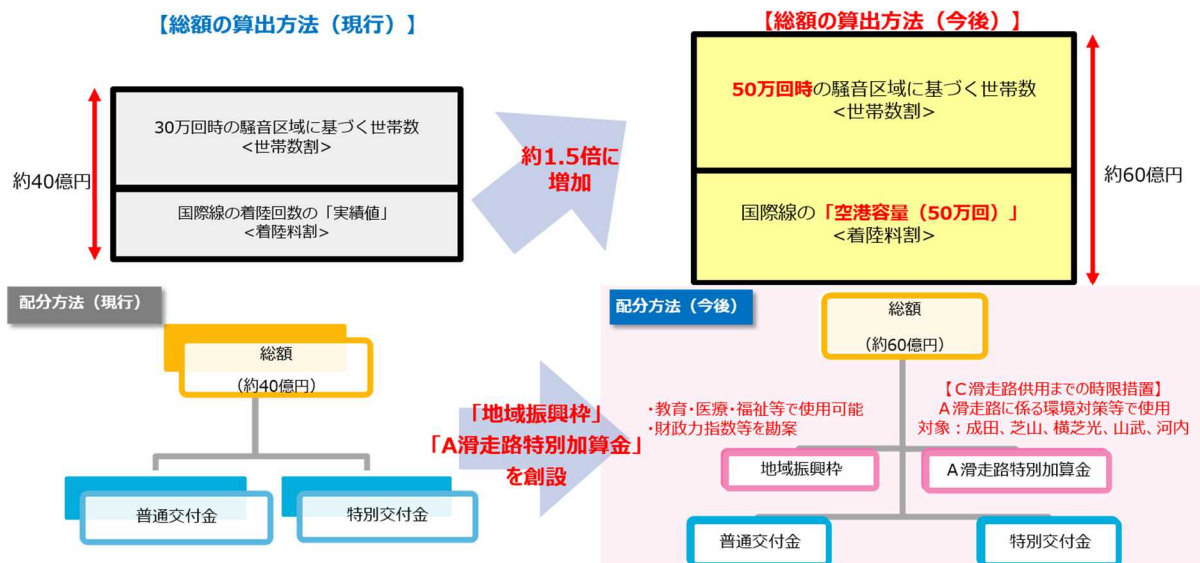 【総額の算出方法（現行）】
約40億円
30万回時の騒音区域に基づく世帯数
<世帯数割>
国際線の着陸回数の「実績値」
<着陸料割>
約1.5倍に
増加
【総額の算出方法（今後）】
50万回時の騒音区域に基づく世帯数
<世帯数割>
国際線の「空港容量（50万回）」
<着陸料割>
約60億円
配分方法（現行）
総額
（約40億円）
普通交付金
特別交付金
「地域振興枠」
「A滑走路特別加算金」
を創設
配分方法（今後）
総額
（約60億円）
・教育・医療・福祉等で使用可能
・財政力指数等を勘案
【Ｃ滑走路供用までの時限措置】
Ａ滑走路に係る環境対策等で使用
対象：成田、芝山、横芝光、山武、河内
地域振興枠
Ａ滑走路特別加算金
普通交付金
特別交付金